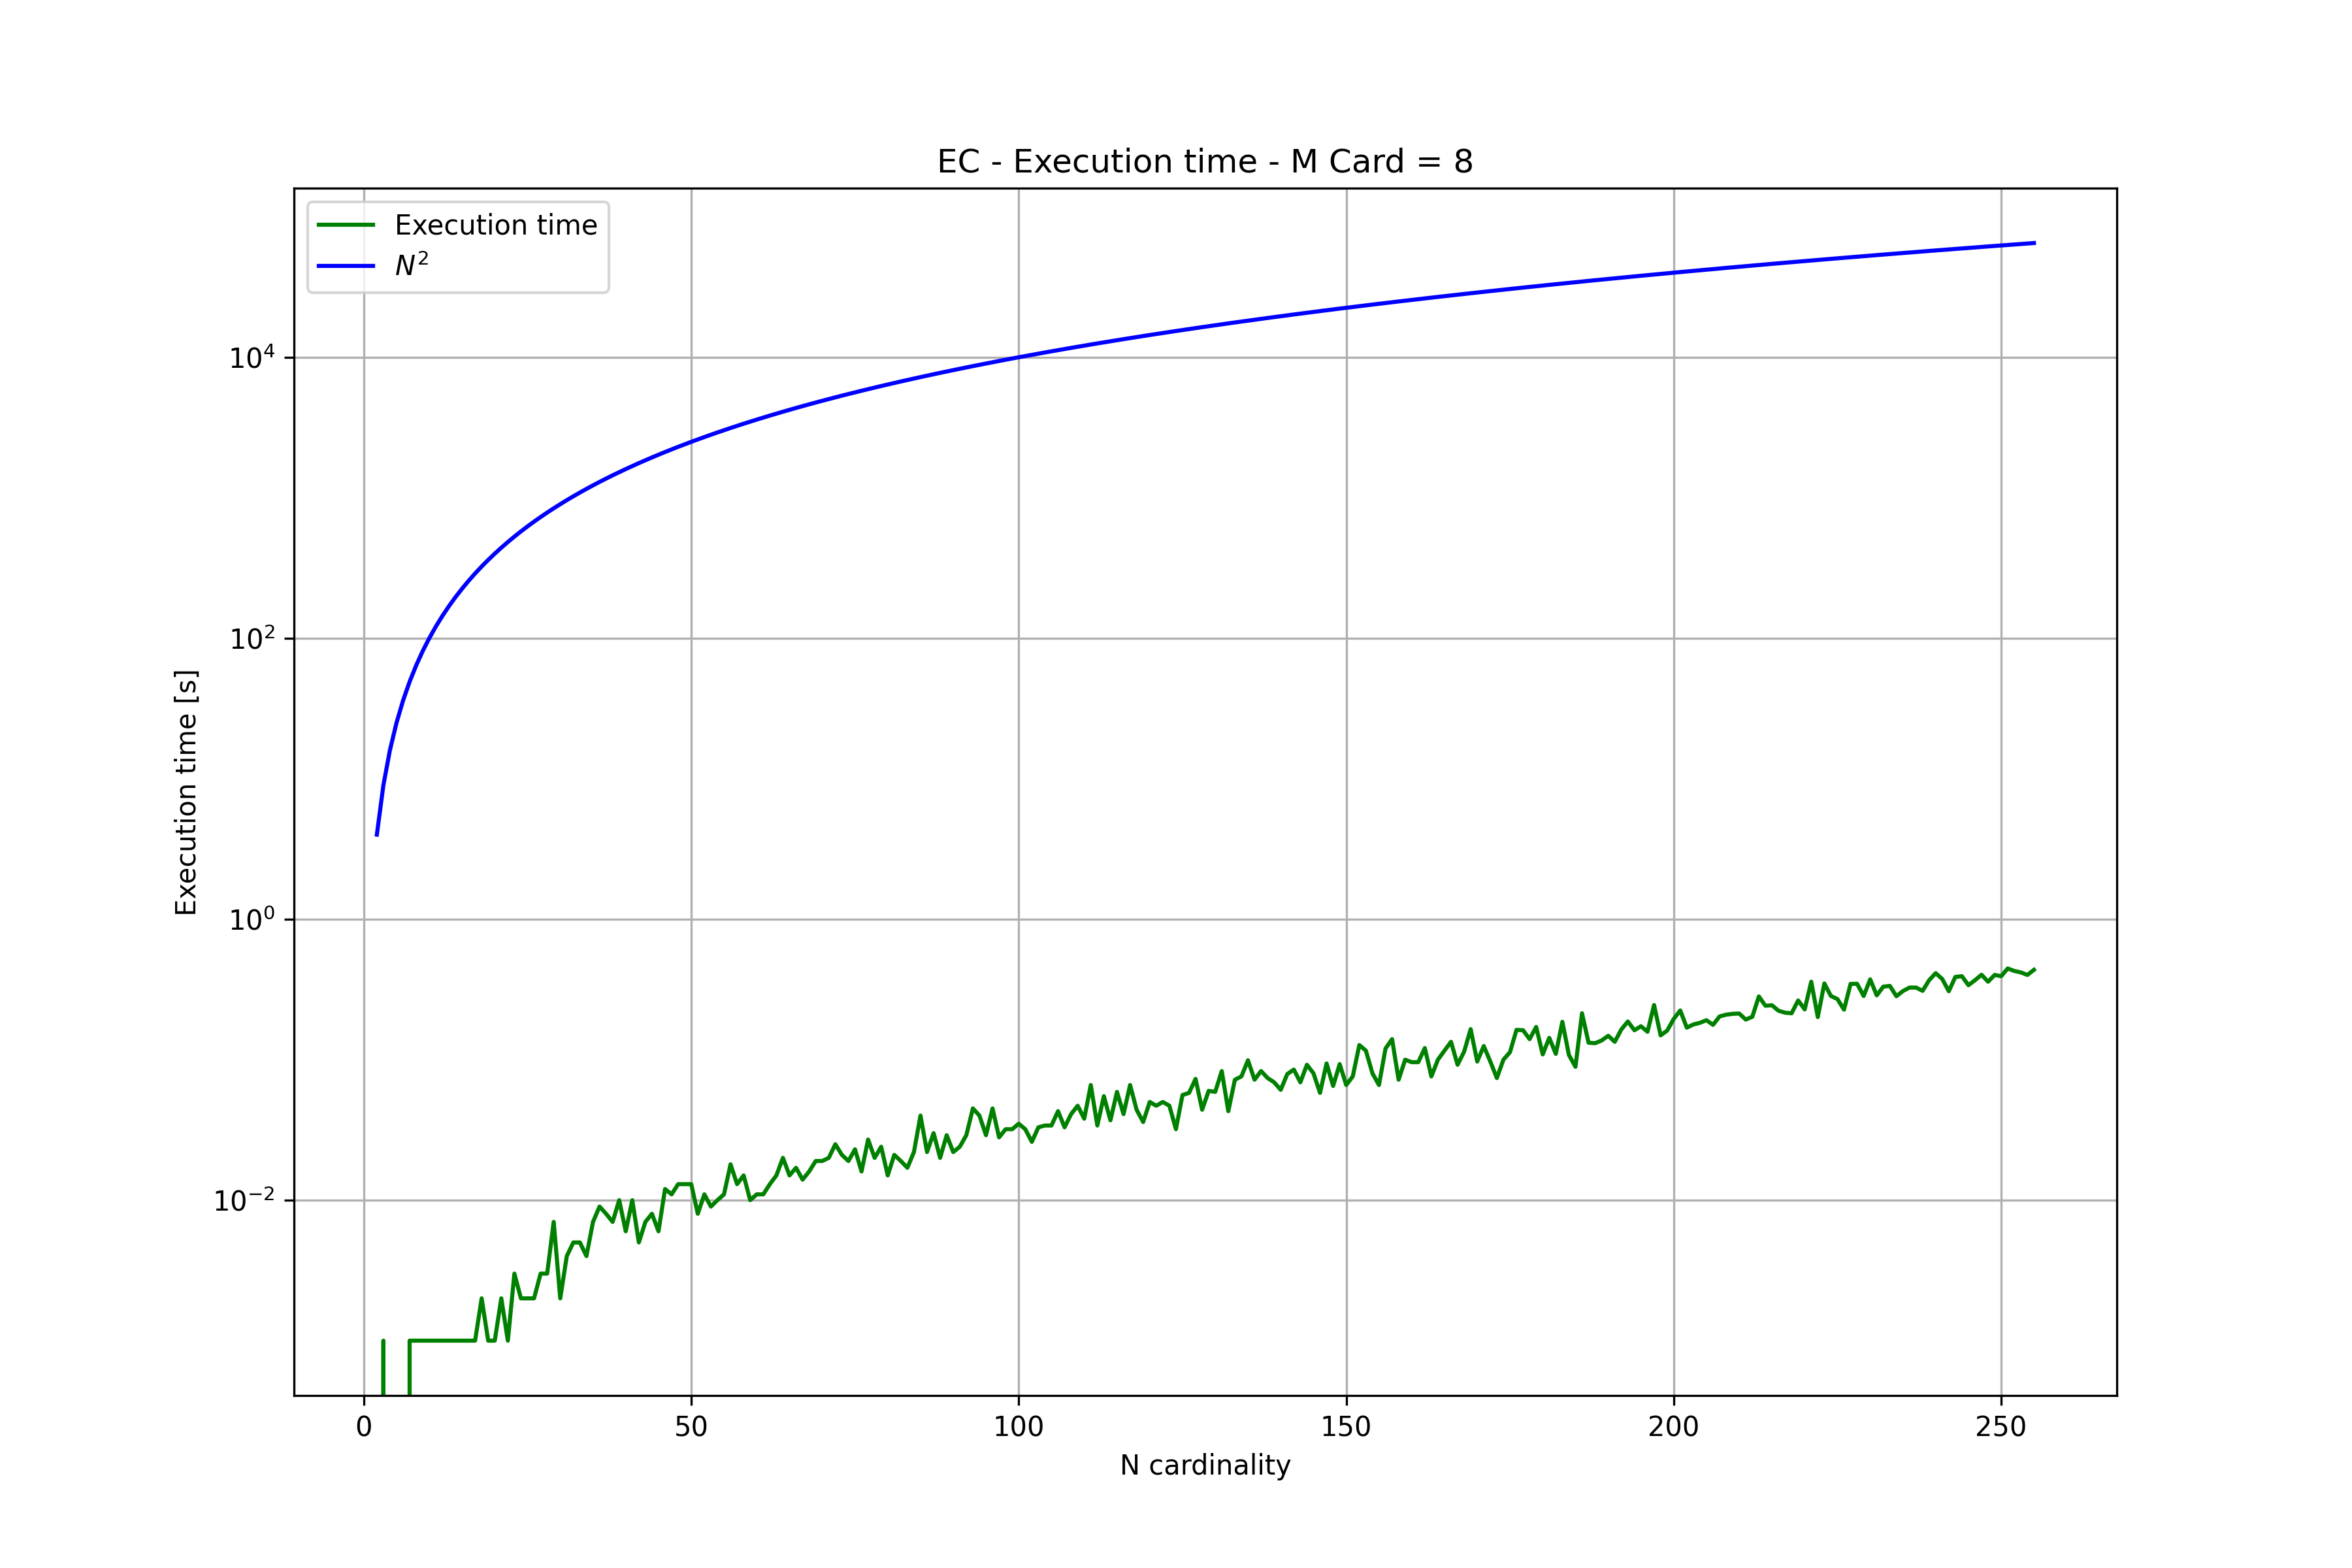 EC - Execution time - M Card = 8
Execution time
N²
10⁴
10²
10⁰
10⁻²
Execution time [s]
0 50 100 150 200 250
N cardinality